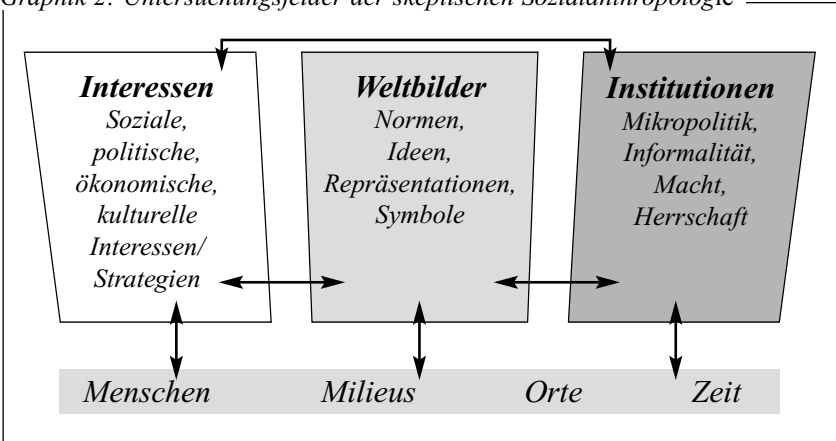 Graphik 2: Untersuchungsfelder der skeptischen Sozialanthropologie
Interessen
Soziale,
politische,
ökonomische,
kulturelle
Interessen/
Strategien
Weltbilder
Normen,
Ideen,
Repräsentationen,
Symbole
Institutionen
Mikropolitik,
Informalität,
Macht,
Herrschaft
Menschen Milieus Orte Zeit